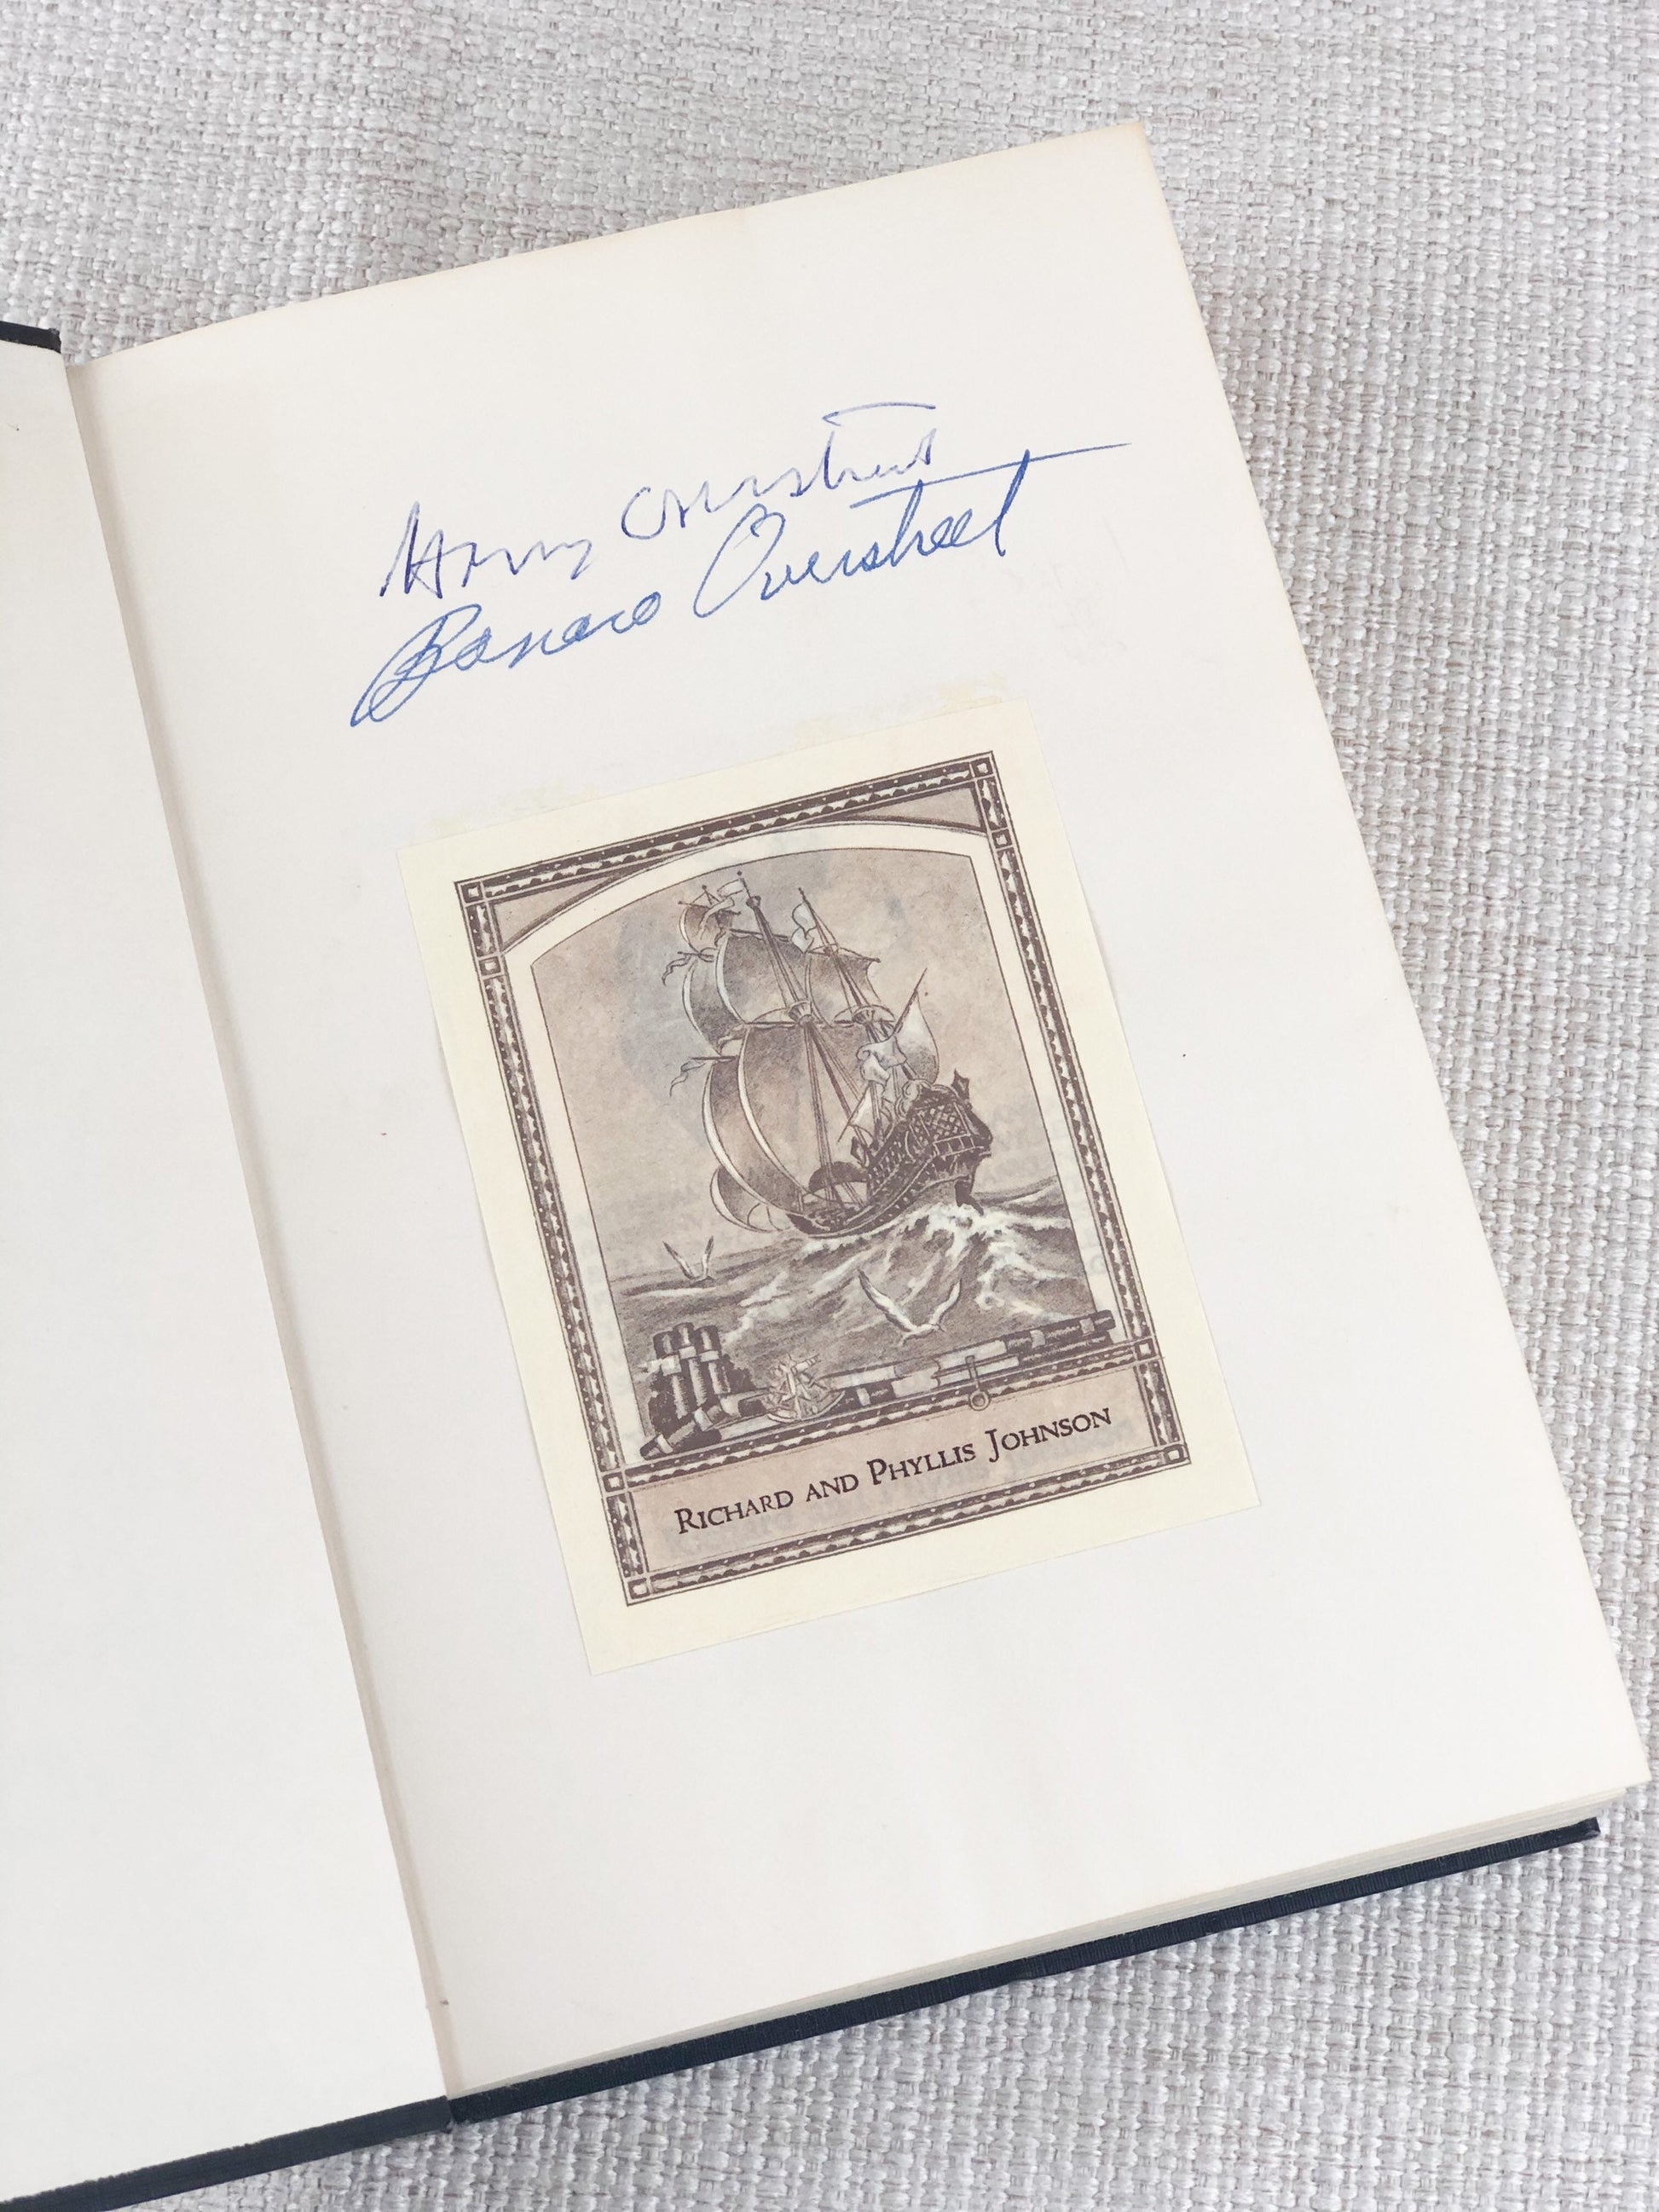 Harry Overstreet
Bonaro Overstreet
RICHARD AND PHYLLIS JOHNSON